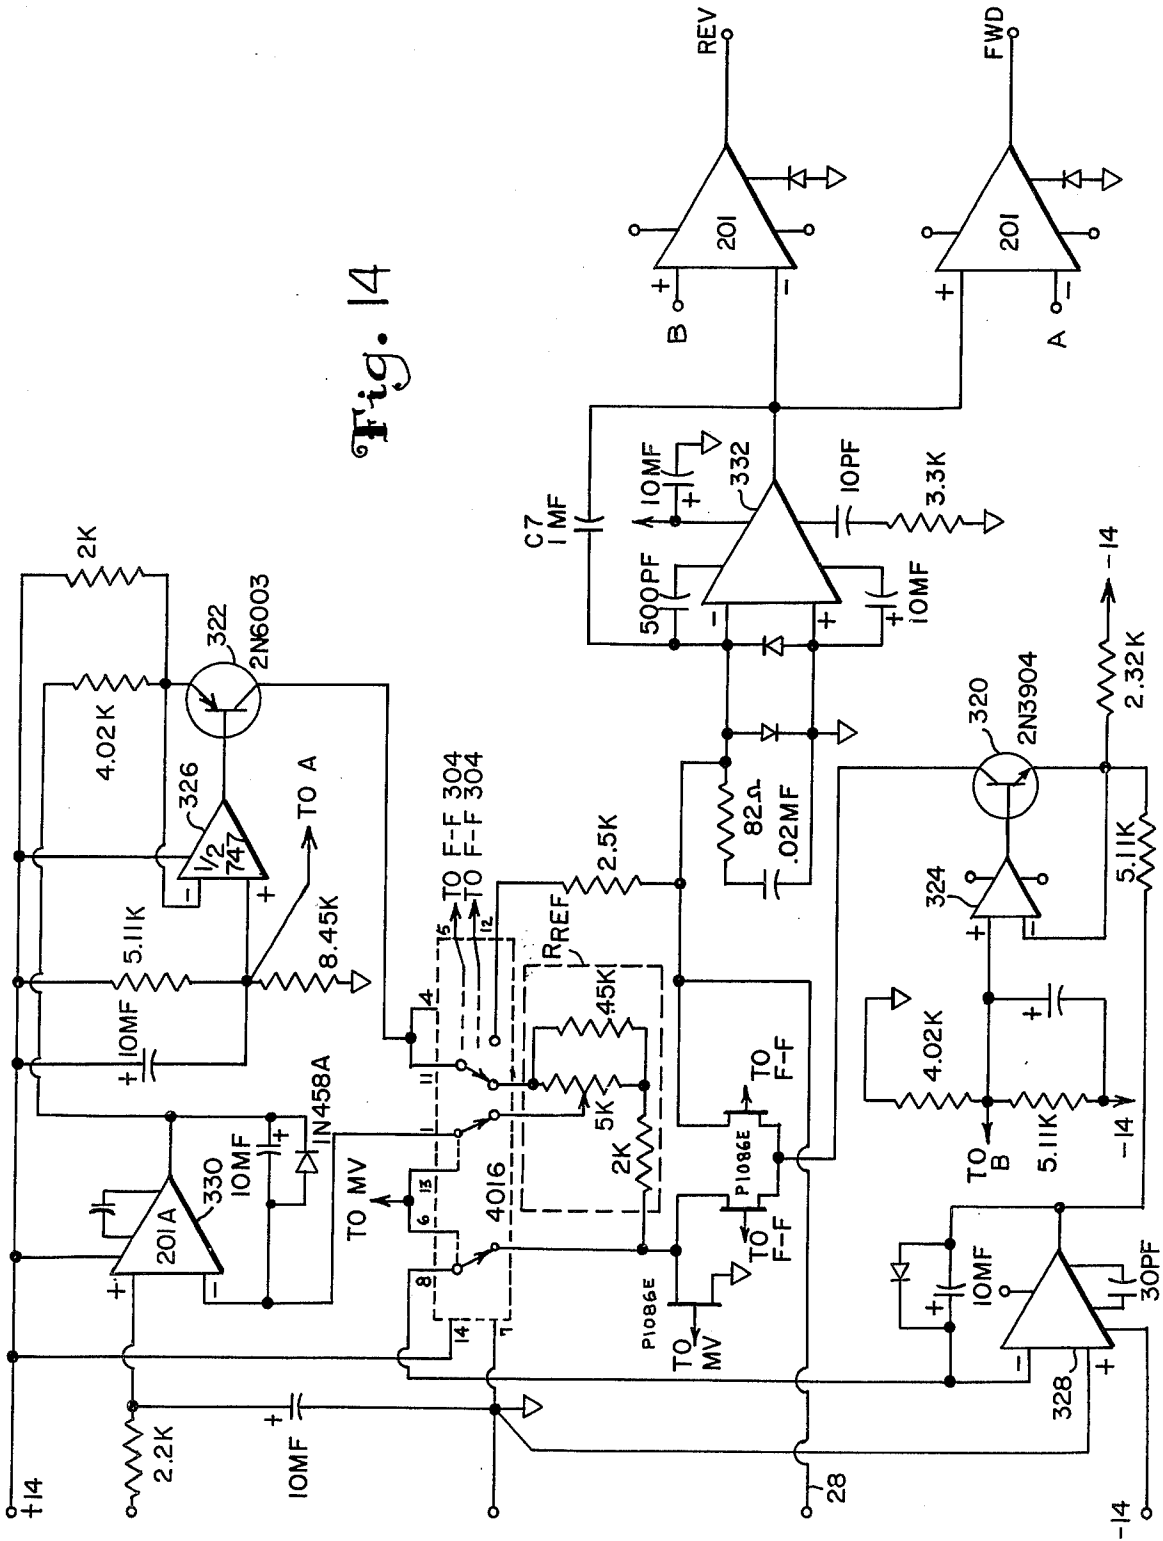 REV
FWD
201
+
-
B
201
+
-
A
Fig. 14
2K
4.02K
322
2N6003
326
1/2
747
-
+
TO A
5.11K
8.45K
10MF
+
1N458A
10MF
+
330
201A
+
-
2.2K
+14
10MF
+
TO MV
TO F-F 304
TO F-F 304
15
12
4
11
1
13
6
8
14
7
4016
RREF
.45K
5K
2K
2.5K
C7
1MF
10MF
+
332
500PF
10PF
3.3K
-
+
10MF
+
82Ω
.02MF
P1086E
TO
MV
P1086E
TO
F-F
TO
F-F
28
320
2N3904
2.32K
-14
5.11K
324
+
-
4.02K
+
TO
B
5.11K
-14
10MF
+
30PF
328
-
+
-14